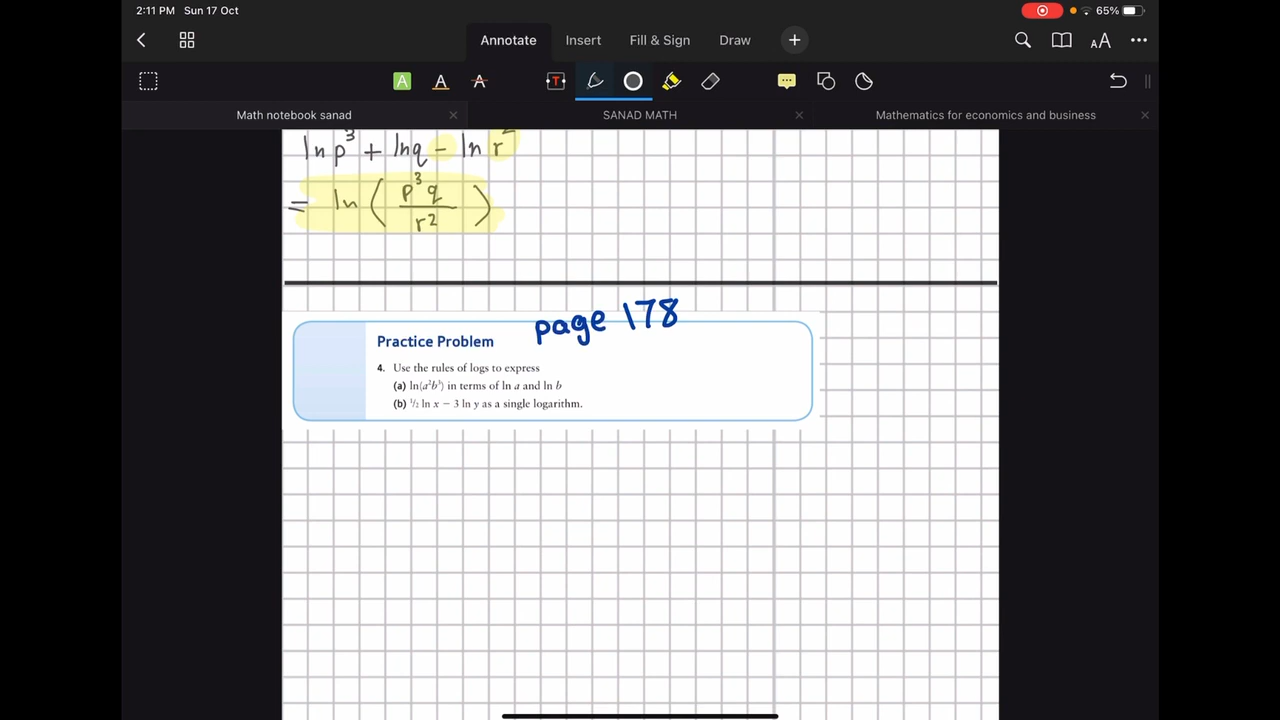 2:11 PM Sun 17 Oct 65%
Annotate Insert Fill & Sign Draw
Math notebook sanad SANAD MATH Mathematics for economics and business
ln p³ + ln q − ln r²
= ln ( p³ q / r² )
page 178
Practice Problem
4. Use the rules of logs to express
(a) ln(a²b³) in terms of ln a and ln b
(b) ¹/₂ ln x − 3 ln y as a single logarithm.